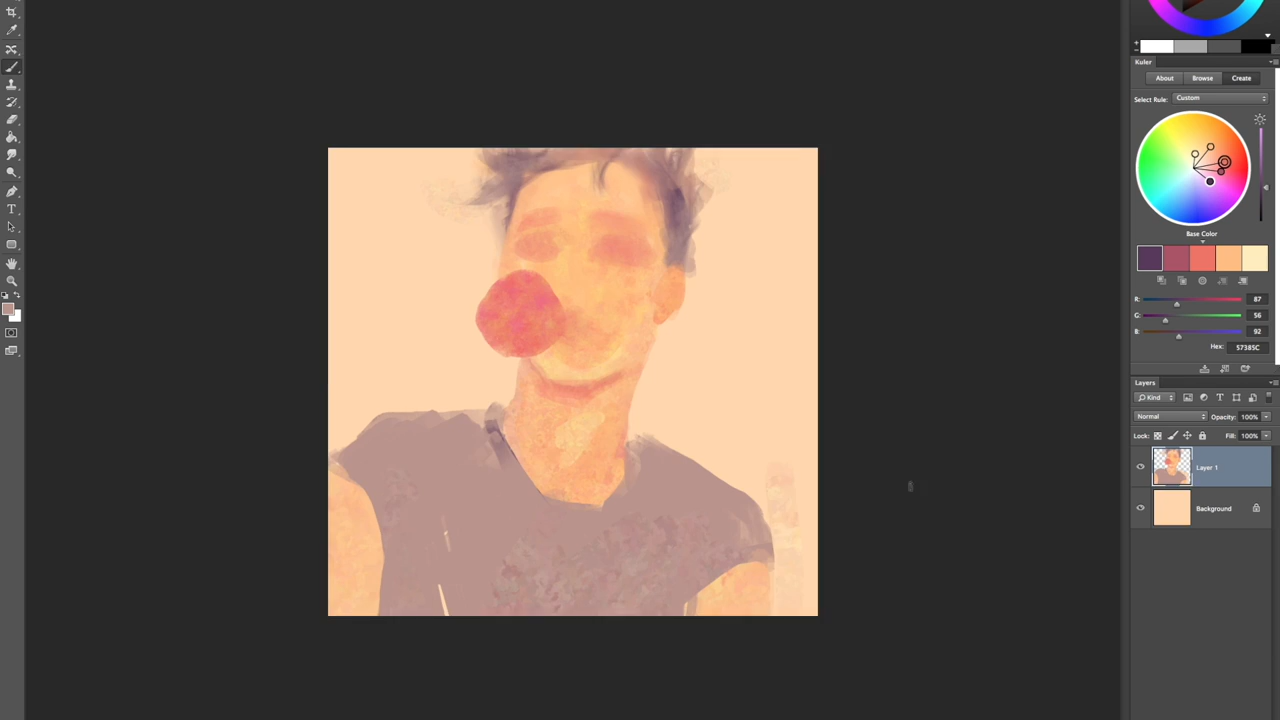 Kuler
About Browse Create
Select Rule: Custom
Base Color
R: 87
G: 56
B: 92
Hex: 57385C
Layers
Kind T
Normal Opacity: 100%
Lock: Fill: 100%
Layer 1
Background
T